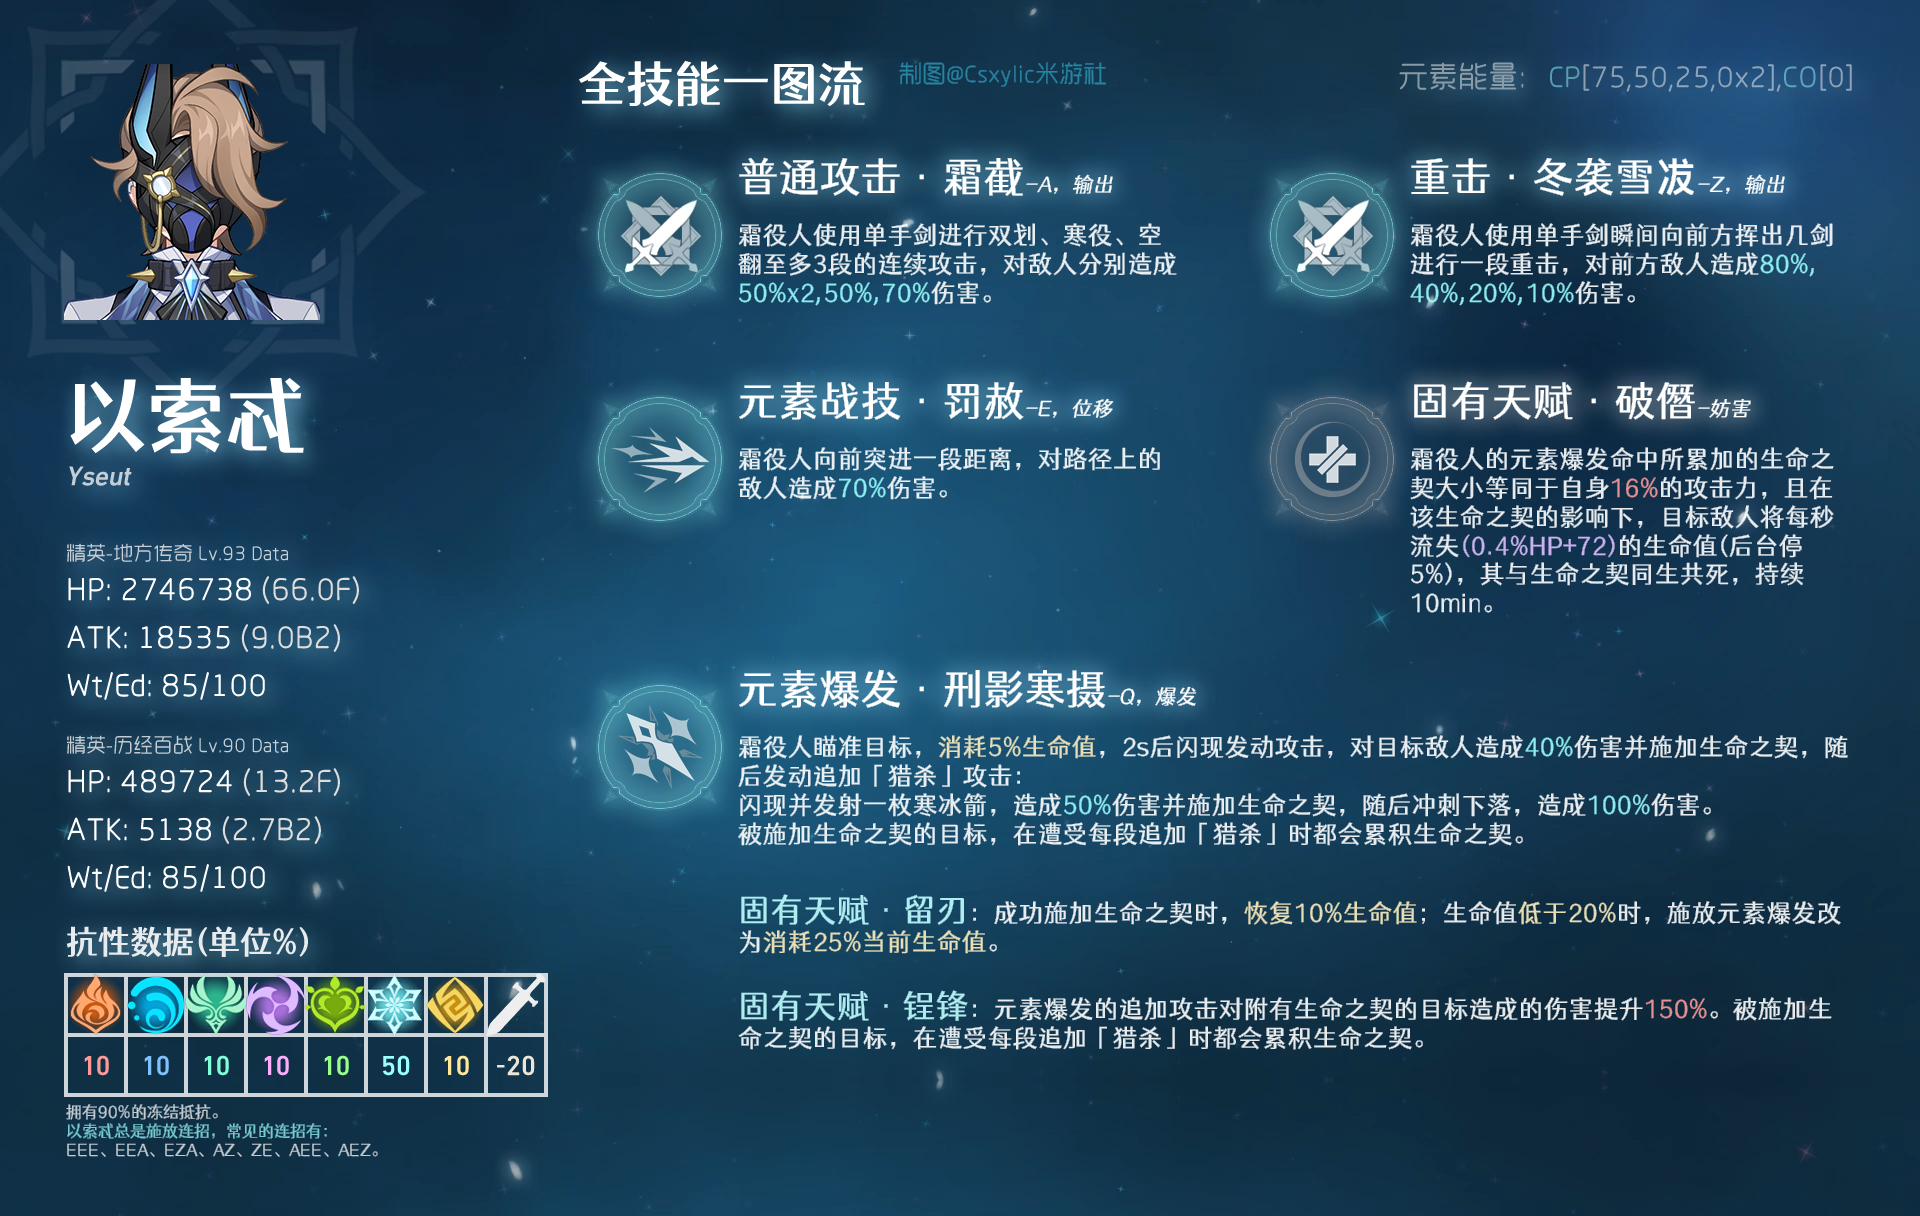 全技能一图流
制图@Csxylic米游社
元素能量: CP[75,50,25,0x2],CO[0]
以索忒
Yseut
精英-地方传奇 Lv.93 Data
HP: 2746738 (66.0F)
ATK: 18535 (9.0B2)
Wt/Ed: 85/100
精英-历经百战 Lv.90 Data
HP: 489724 (13.2F)
ATK: 5138 (2.7B2)
Wt/Ed: 85/100
抗性数据(单位%)
10 10 10 10 10 50 10 -20
拥有90%的冻结抵抗。
以索忒总是施放连招，常见的连招有:
EEE、EEA、EZA、AZ、ZE、AEE、AEZ。
普通攻击 · 霜截-A，输出
霜役人使用单手剑进行双划、寒役、空
翻至多3段的连续攻击，对敌人分别造成
50%x2,50%,70%伤害。
重击 · 冬袭雪冹-Z，输出
霜役人使用单手剑瞬间向前方挥出几剑
进行一段重击，对前方敌人造成80%,
40%,20%,10%伤害。
元素战技 · 罚赦-E，位移
霜役人向前突进一段距离，对路径上的
敌人造成70%伤害。
固有天赋 · 破僭-妨害
霜役人的元素爆发命中所累加的生命之
契大小等同于自身16%的攻击力，且在
该生命之契的影响下，目标敌人将每秒
流失(0.4%HP+72)的生命值(后台停
5%)，其与生命之契同生共死，持续
10min。
元素爆发 · 刑影寒摄-Q，爆发
霜役人瞄准目标，消耗5%生命值，2s后闪现发动攻击，对目标敌人造成40%伤害并施加生命之契，随
后发动追加「猎杀」攻击:
闪现并发射一枚寒冰箭，造成50%伤害并施加生命之契，随后冲刺下落，造成100%伤害。
被施加生命之契的目标，在遭受每段追加「猎杀」时都会累积生命之契。
固有天赋 · 留刃: 成功施加生命之契时，恢复10%生命值；生命值低于20%时，施放元素爆发改
为消耗25%当前生命值。
固有天赋 · 锃锋: 元素爆发的追加攻击对附有生命之契的目标造成的伤害提升150%。被施加生
命之契的目标，在遭受每段追加「猎杀」时都会累积生命之契。